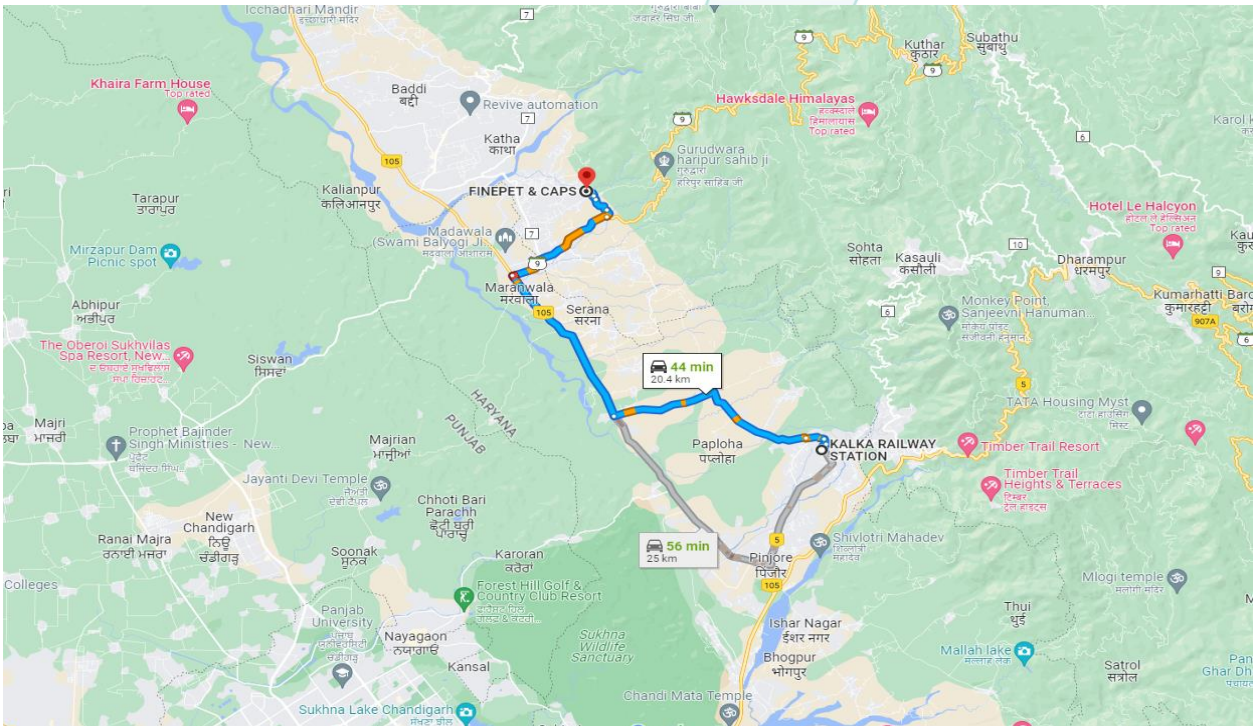 Icchadhari Mandir
इच्छाधारी मंदिर
7
9
Kuthar
कुठार
Subathu
सुबाथु
9
Khaira Farm House
Top rated
Baddi
बद्दी
Revive automation
Hawksdale Himalayas
Top rated
7
9
6
Katha
काथा
Gurudwara
haripur sahib ji
गुरुद्वारा
हरिपुर साहिब जी
105
FINEPET & CAPS
Kalianpur
कलिआनपुर
Tarapur
ਤਾਰਾਪੁਰ
Hotel Le Halcyon
Madawala
(Swami Balyogi Ji)
7
9
Sohta
सोहता
Kasauli
कसौली
10
Dharampur
धरमपुर
Mirzapur Dam
Picnic spot
Maranwala
मरांवाला
9
Kumarhatti
कुमारहट्टी
907A
6
Abhipur
ਅਭੀਪੁਰ
105
Serana
सरना
6
Monkey Point
Sanjeevni Hanuman...
The Oberoi Sukhvilas
Spa Resort, New...
Siswan
ਸਿਸਵਾਂ
44 min
20.4 km
5
HARYANA
PUNJAB
TATA Housing Myst
Majri
ਮਾਜਰੀ
Prophet Bajinder
Singh Ministries - New...
Majrian
ਮਾਜ੍ਰੀਆਂ
Paploha
पप्लोहा
KALKA RAILWAY
STATION
Timber Trail Resort
Jayanti Devi Temple
Timber Trail
Heights & Terraces
Chhoti Bari
Parachh
New
Chandigarh
ਨਿਊ
ਚੰਡੀਗੜ੍ਹ
Ranai Majra
ਰਨਾਈ ਮਜਰਾ
Soonak
ਸੂਨਕ
Karoran
ਕਰੋਰਾਂ
56 min
25 km
5
Pinjore
पिंजौर
105
Shivlotri Mahadev
Colleges
Forest Hill Golf &
Country Club Resort
Mlogi temple
Panjab
University
Thui
थुई
Nayagaon
ਨਯਾਗਾਓਂ
Sukhna
Wildlife
Sanctuary
Ishar Nagar
ईशर नगर
Kansal
Bhogpur
भोगपुर
Mallah lake
Satrol
सत्रोल
Chandi Mata Temple
Sukhna Lake Chandigarh